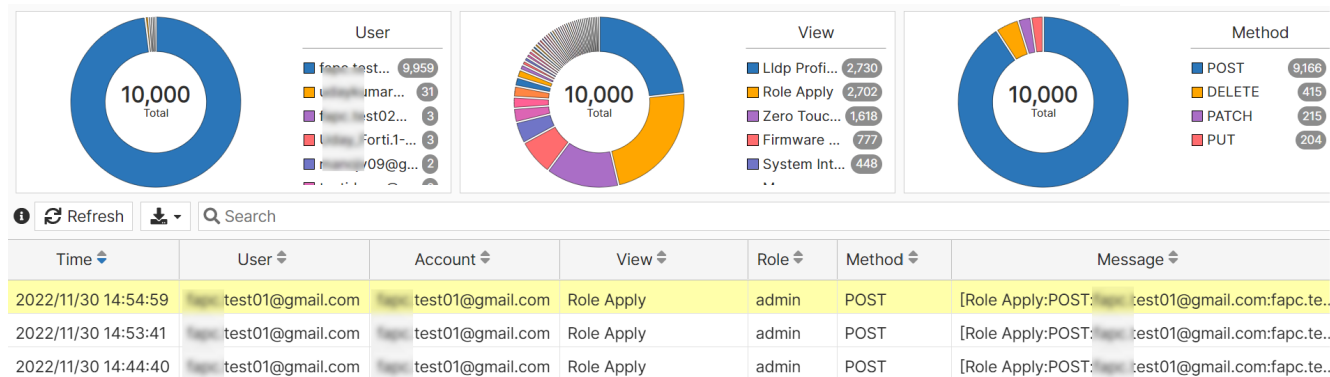 User
10,000
Total
test... 9,959
umar... 31
st02... 3
Forti.1-... 3
v09@g... 2
View
10,000
Total
Lldp Profi... 2,730
Role Apply 2,702
Zero Touc... 1,618
Firmware ... 777
System Int... 448
Method
10,000
Total
POST 9,166
DELETE 415
PATCH 215
PUT 204
Refresh
Search
Time User Account View Role Method Message
2022/11/30 14:54:59 test01@gmail.com test01@gmail.com Role Apply admin POST [Role Apply:POST: test01@gmail.com:fapc.te...
2022/11/30 14:53:41 test01@gmail.com test01@gmail.com Role Apply admin POST [Role Apply:POST: test01@gmail.com:fapc.te...
2022/11/30 14:44:40 test01@gmail.com test01@gmail.com Role Apply admin POST [Role Apply:POST: test01@gmail.com:fapc.te...